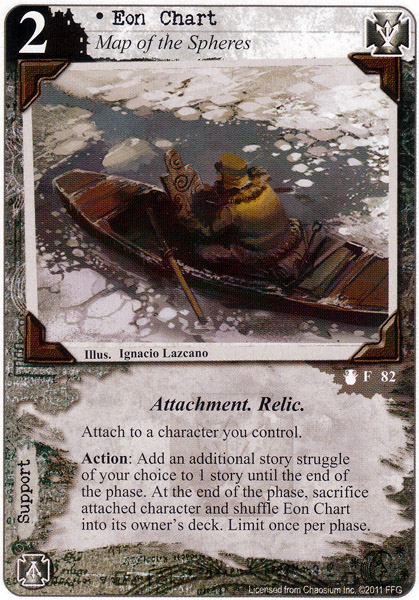 2
• Eon Chart
Map of the Spheres
Illus. Ignacio Lazcano
F 82
Attachment. Relic.
Attach to a character you control.
Action: Add an additional story struggle
of your choice to 1 story until the end of
the phase. At the end of the phase, sacrifice
attached character and shuffle Eon Chart
into its owner's deck. Limit once per phase.
Support
Licensed from Chaosium Inc. ©2011 FFG